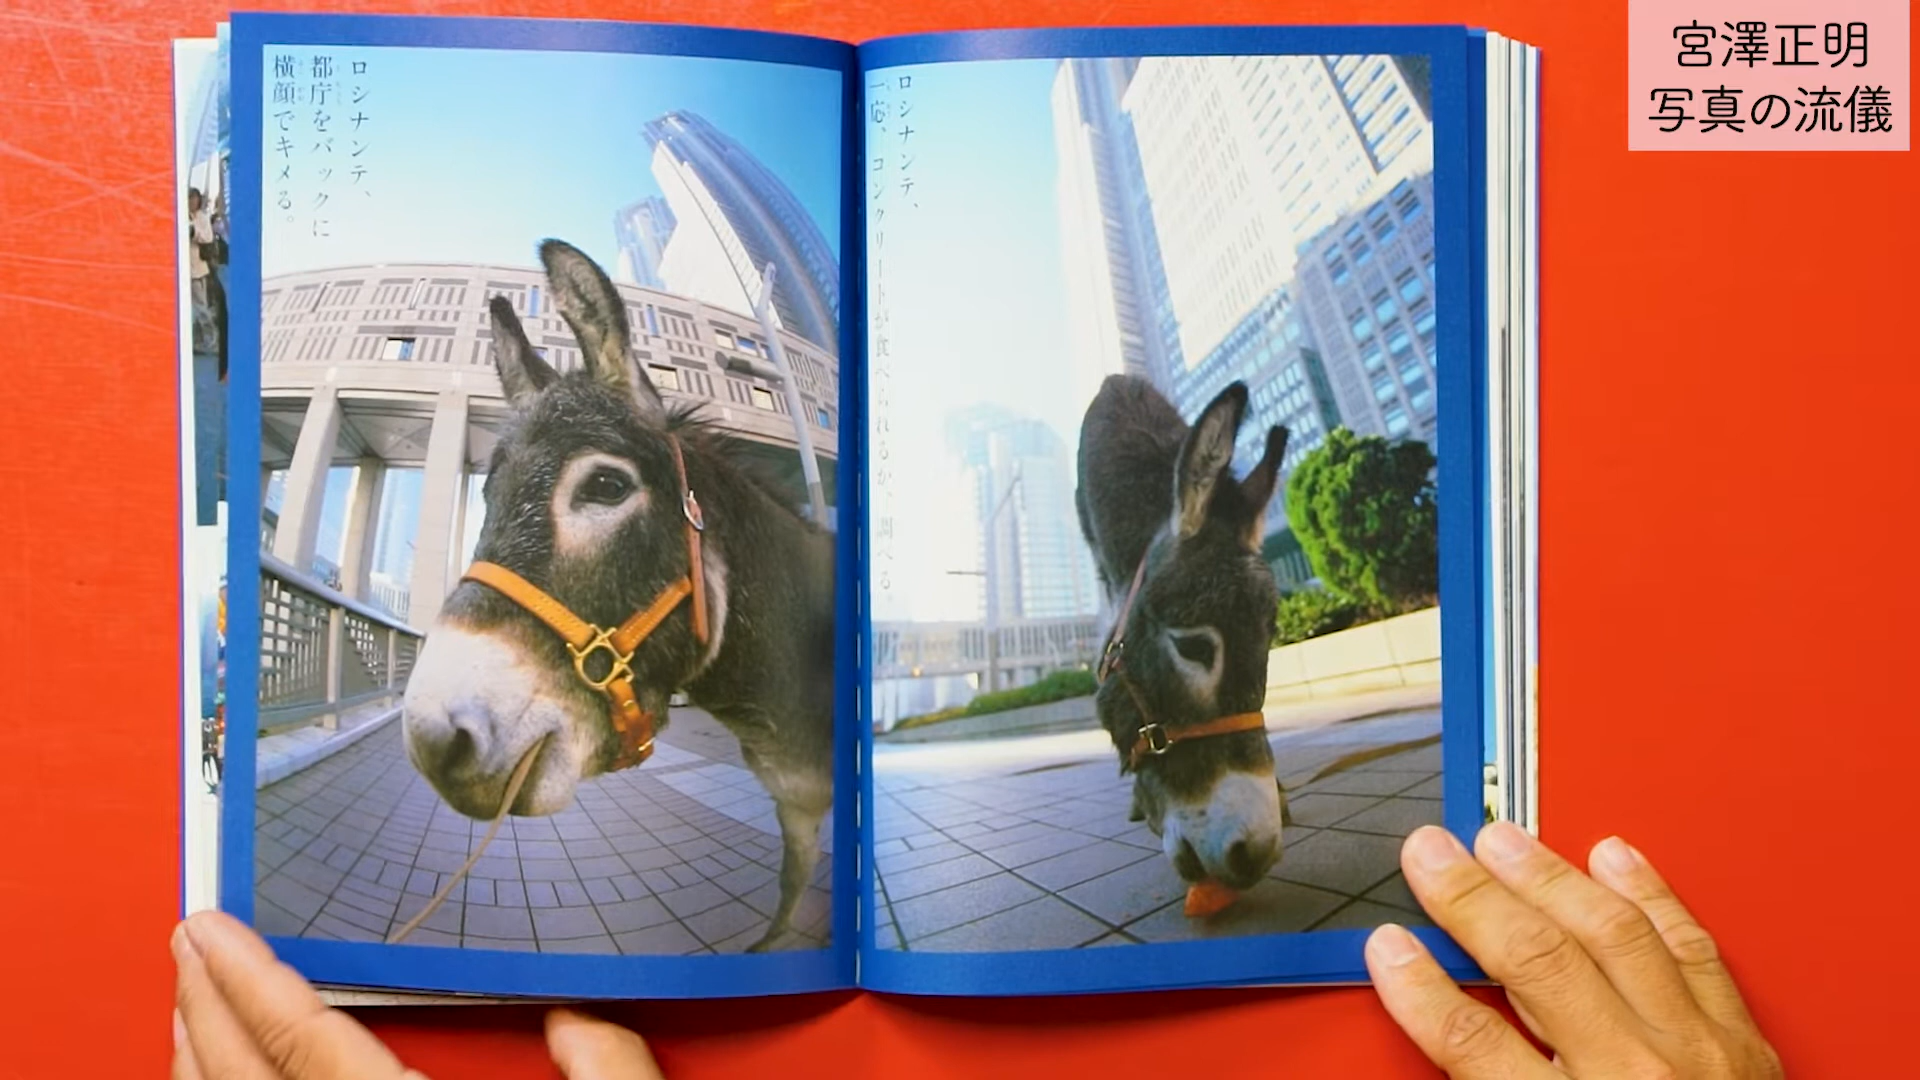 宮澤正明
写真の流儀
ロシナンテ、
都庁をバックに
横顔でキメる。
ロシナンテ、
一応、コンクリートが食べられるか、調べる。